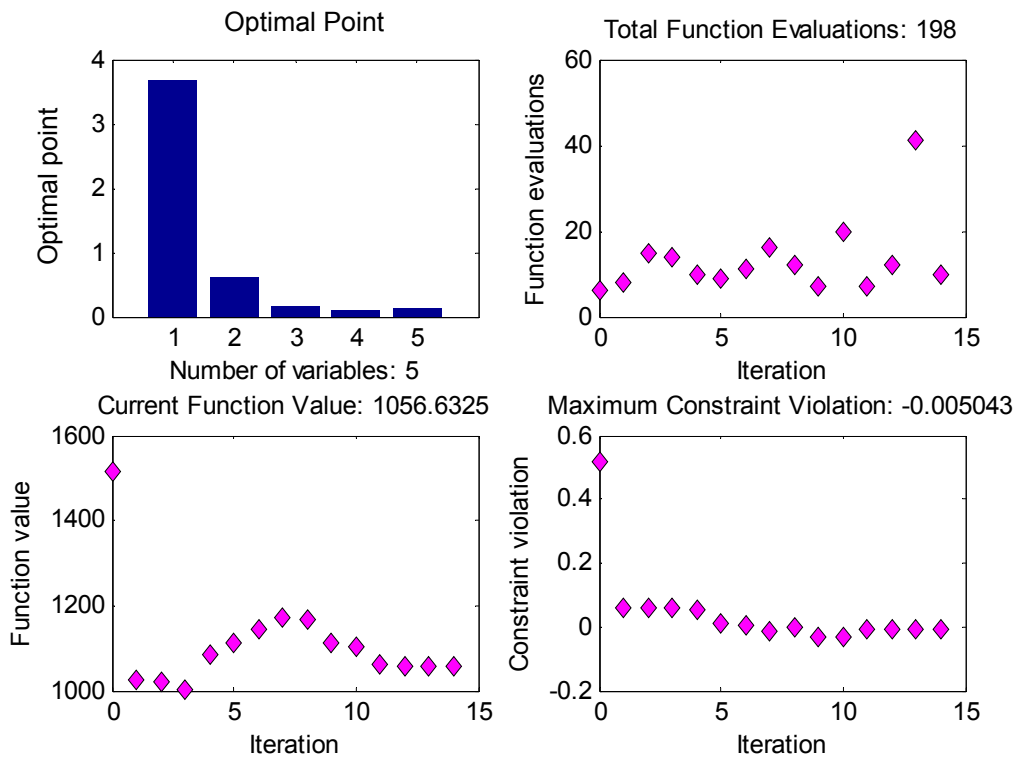 Optimal Point
Optimal point
4
3
2
1
0
1 2 3 4 5
Number of variables: 5
Total Function Evaluations: 198
Function evaluations
60
40
20
0
0 5 10 15
Iteration
Current Function Value: 1056.6325
Function value
1600
1400
1200
1000
0 5 10 15
Iteration
Maximum Constraint Violation: -0.005043
Constraint violation
0.6
0.4
0.2
0
-0.2
0 5 10 15
Iteration